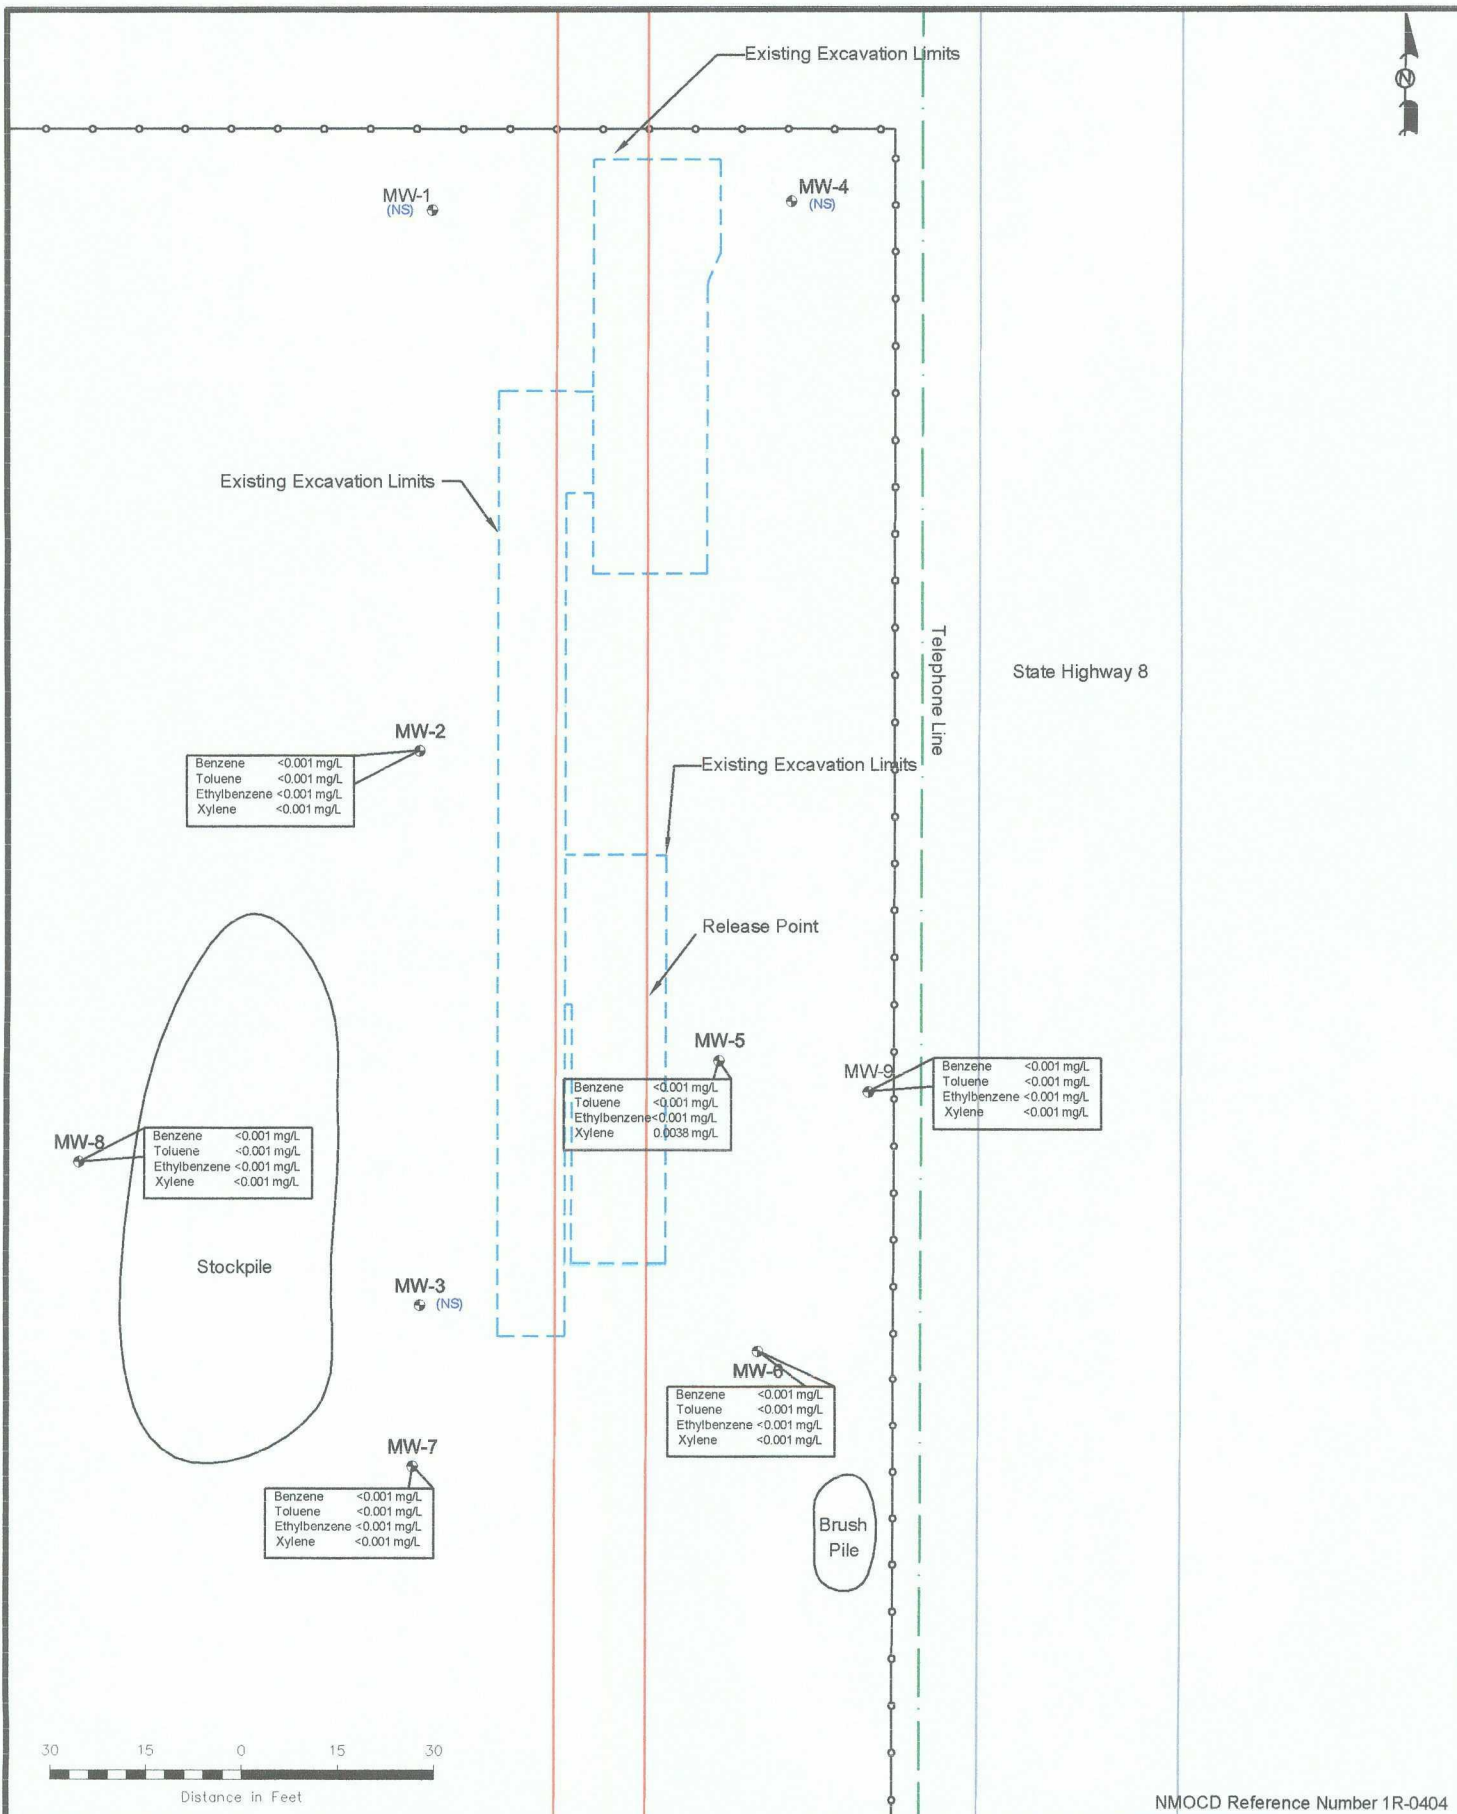 Existing Excavation Limits
N
MW-1
(NS)
MW-4
(NS)
Existing Excavation Limits
Telephone Line
State Highway 8
MW-2
Benzene <0.001 mg/L
Toluene <0.001 mg/L
Ethylbenzene <0.001 mg/L
Xylene <0.001 mg/L
Existing Excavation Limits
Release Point
MW-5
Benzene <0.001 mg/L
Toluene <0.001 mg/L
Ethylbenzene <0.001 mg/L
Xylene 0.0038 mg/L
MW-9
Benzene <0.001 mg/L
Toluene <0.001 mg/L
Ethylbenzene <0.001 mg/L
Xylene <0.001 mg/L
MW-8
Benzene <0.001 mg/L
Toluene <0.001 mg/L
Ethylbenzene <0.001 mg/L
Xylene <0.001 mg/L
Stockpile
MW-3
(NS)
MW-6
Benzene <0.001 mg/L
Toluene <0.001 mg/L
Ethylbenzene <0.001 mg/L
Xylene <0.001 mg/L
MW-7
Benzene <0.001 mg/L
Toluene <0.001 mg/L
Ethylbenzene <0.001 mg/L
Xylene <0.001 mg/L
Brush
Pile
30 15 0 15 30
Distance in Feet
NMOCD Reference Number 1R-0404